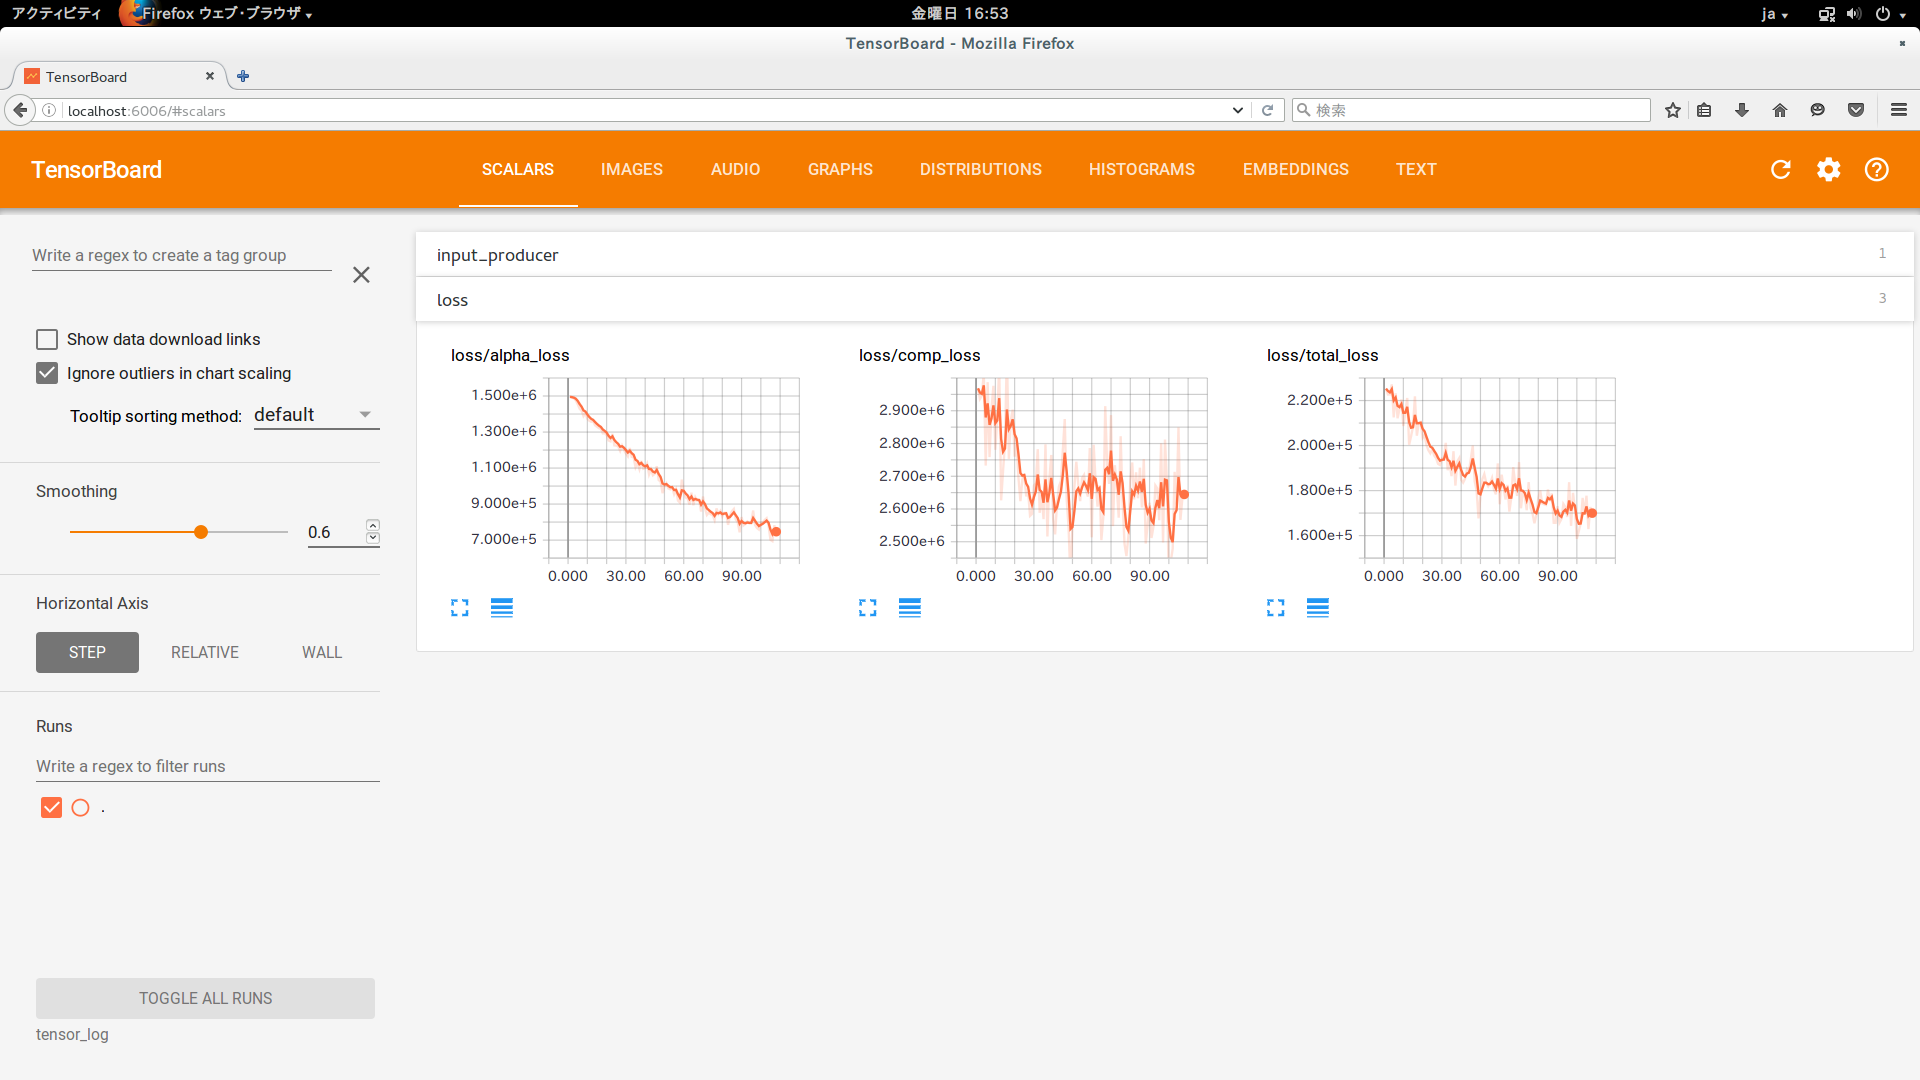 アクティビティ Firefox ウェブ・ブラウザ 金曜日 16:53 ja
TensorBoard - Mozilla Firefox
TensorBoard
localhost:6006/#scalars 検索
TensorBoard SCALARS IMAGES AUDIO GRAPHS DISTRIBUTIONS HISTOGRAMS EMBEDDINGS TEXT
Write a regex to create a tag group
Show data download links
Ignore outliers in chart scaling
Tooltip sorting method: default
Smoothing
0.6
Horizontal Axis
STEP RELATIVE WALL
Runs
Write a regex to filter runs
.
TOGGLE ALL RUNS
tensor_log
input_producer 1
loss 3
loss/alpha_loss
1.500e+6
1.300e+6
1.100e+6
9.000e+5
7.000e+5
0.000 30.00 60.00 90.00
loss/comp_loss
2.900e+6
2.800e+6
2.700e+6
2.600e+6
2.500e+6
0.000 30.00 60.00 90.00
loss/total_loss
2.200e+5
2.000e+5
1.800e+5
1.600e+5
0.000 30.00 60.00 90.00